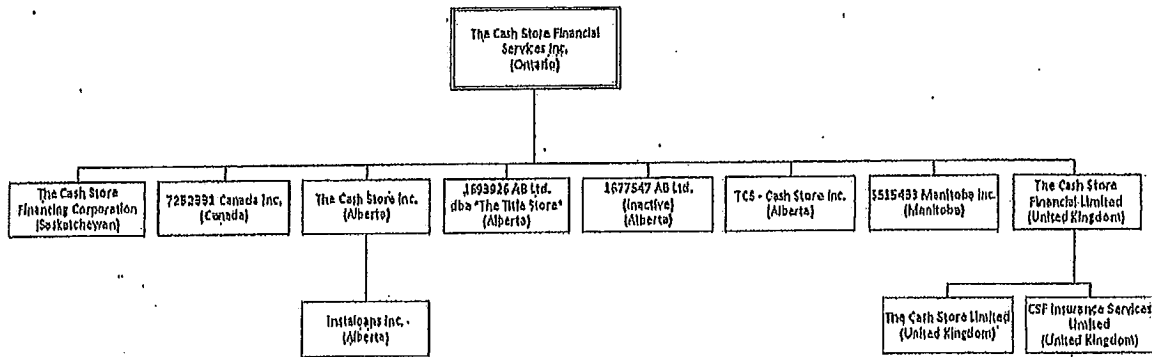 The Cash Store Financial
Services Inc.
(Ontario)
The Cash Store
Financing Corporation
(Saskatchewan)
7252331 Canada Inc.
(Canada)
The Cash Store Inc.
(Alberta)
1693926 AB Ltd.
dba "The Title Store"
(Alberta)
1677547 AB Ltd.
(Inactive)
(Alberta)
TCS - Cash Store Inc.
(Alberta)
5515433 Manitoba Inc.
(Manitoba)
The Cash Store
Financial Limited
(United Kingdom)
Instaloans Inc. -
(Alberta)
The Cash Store Limited
(United Kingdom)
CSF Insurance Services
Limited
(United Kingdom)